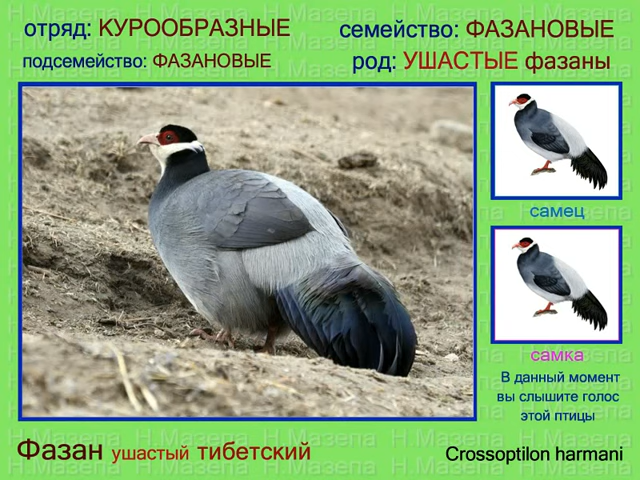 отряд: КУРООБРАЗНЫЕ
семейство: ФАЗАНОВЫЕ
подсемейство: ФАЗАНОВЫЕ
род: УШАСТЫЕ фазаны
самец
самка
В данный момент
вы слышите голос
этой птицы
Фазан ушастый тибетский
Crossoptilon harmani
Н.Мазепа